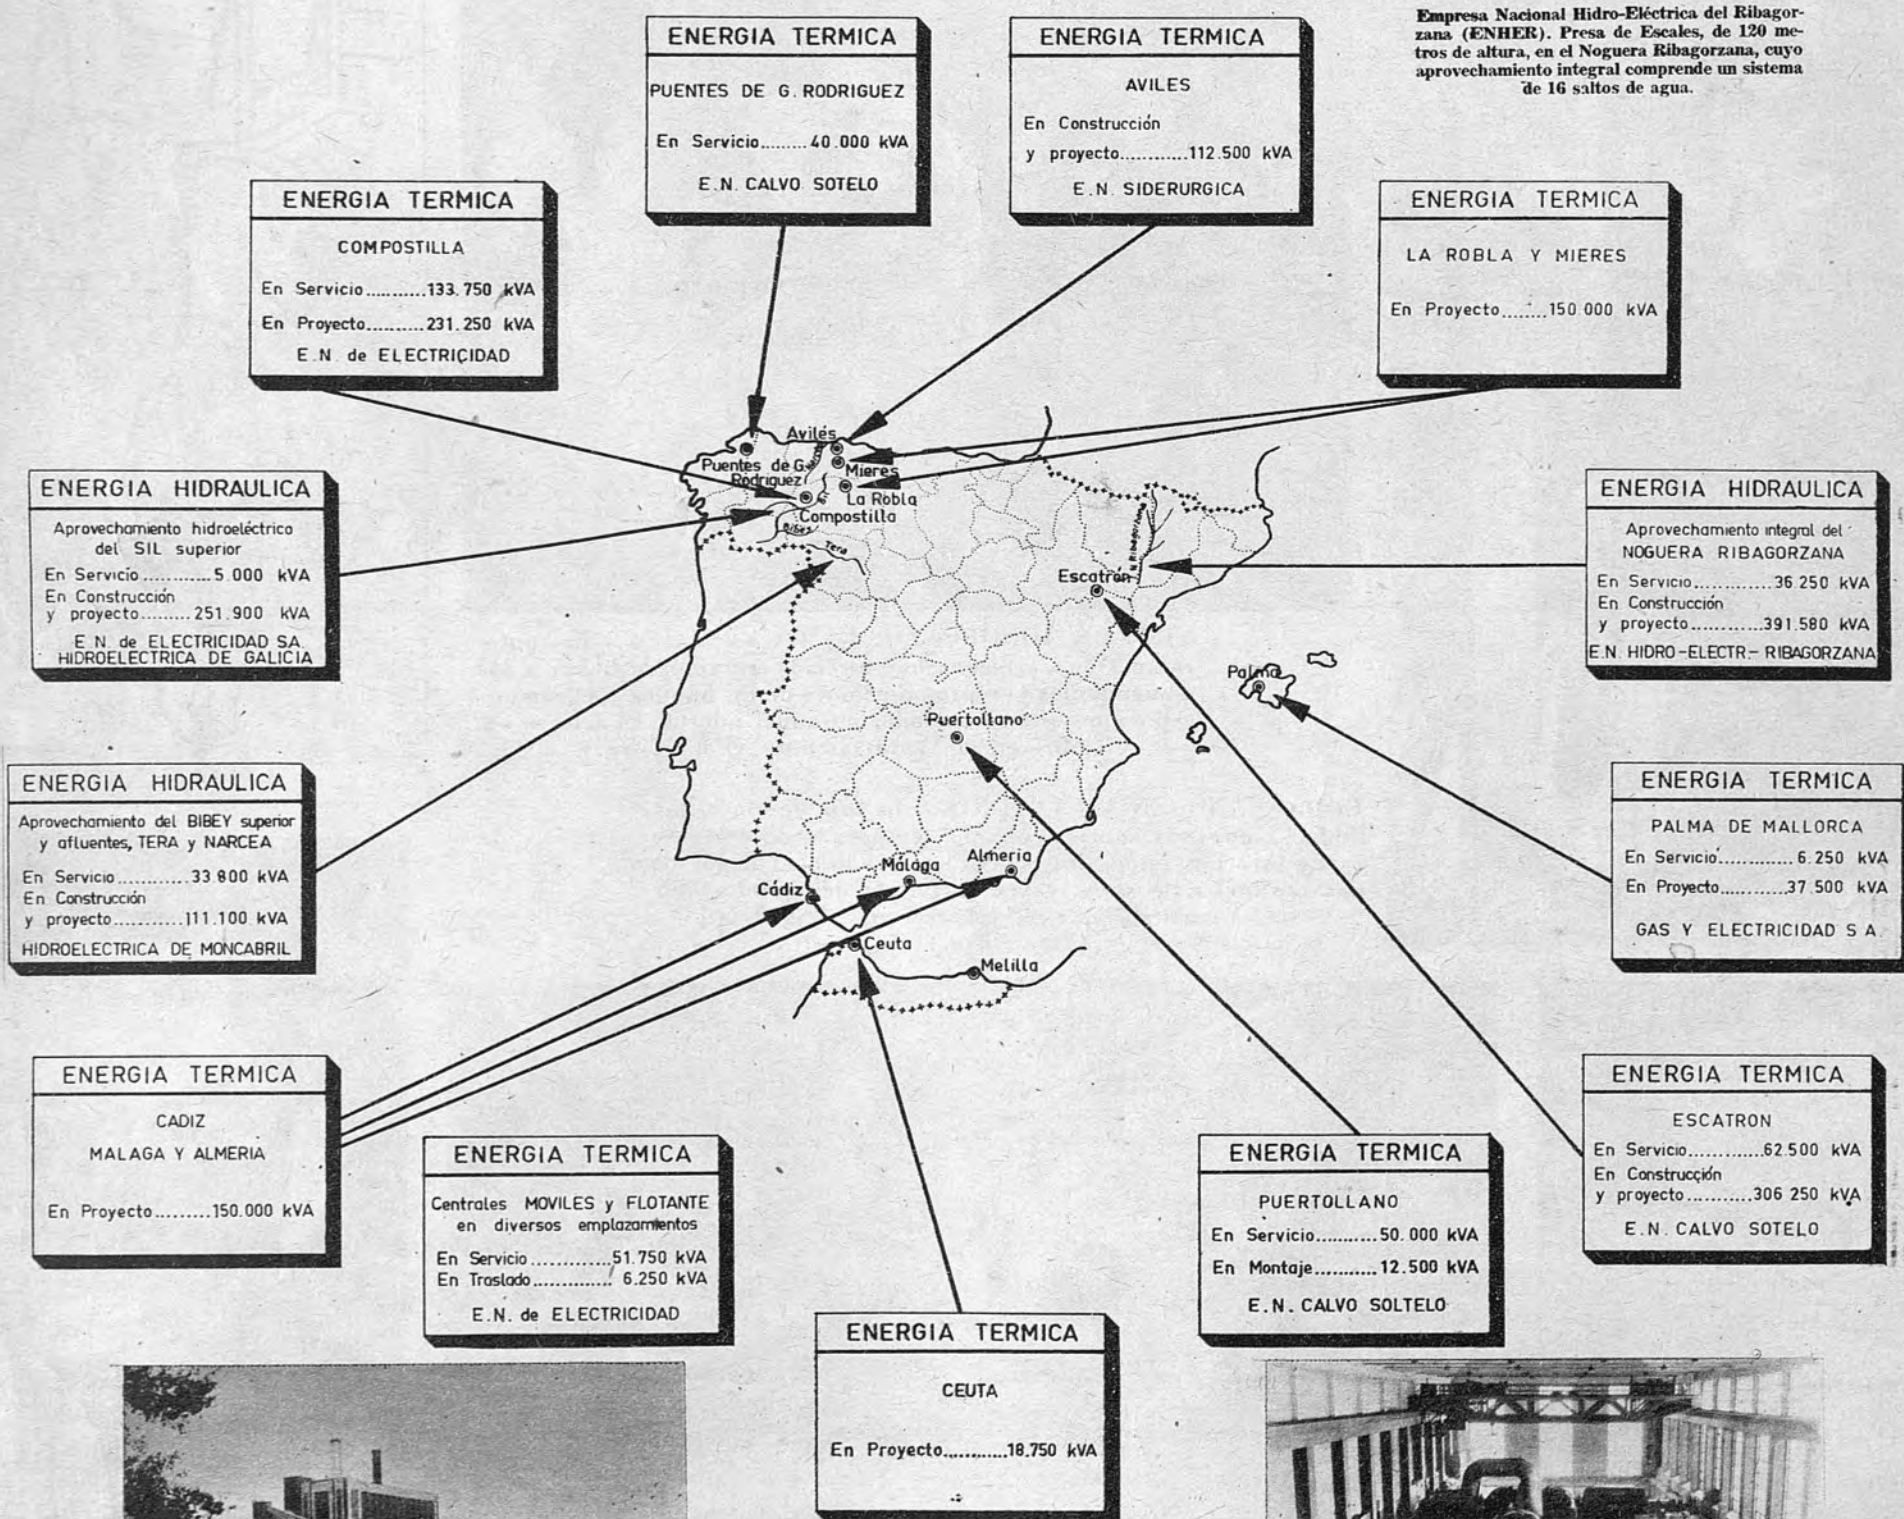 Empresa Nacional Hidro-Eléctrica del Ribagor-
zana (ENHER). Presa de Escales, de 120 me-
tros de altura, en el Noguera Ribagorzana, cuyo
aprovechamiento integral comprende un sistema
de 16 saltos de agua.
ENERGIA TERMICA
PUENTES DE G. RODRIGUEZ
En Servicio.........40.000 kVA
E.N. CALVO SOTELO
ENERGIA TERMICA
AVILES
En Construcción
y proyecto............112.500 kVA
E.N. SIDERURGICA
ENERGIA TERMICA
COMPOSTILLA
En Servicio...........133.750 kVA
En Proyecto..........231.250 kVA
E.N. de ELECTRICIDAD
ENERGIA TERMICA
LA ROBLA Y MIERES
En Proyecto........150.000 kVA
ENERGIA HIDRAULICA
Aprovechamiento hidroeléctrico
del SIL superior
En Servicio............5.000 kVA
En Construcción
y proyecto..........251.900 kVA
E.N. de ELECTRICIDAD SA.
HIDROELECTRICA DE GALICIA
ENERGIA HIDRAULICA
Aprovechamiento integral del
NOGUERA RIBAGORZANA
En Servicio..............36.250 kVA
En Construcción
y proyecto.............391.580 kVA
E.N. HIDRO-ELECTR.- RIBAGORZANA
ENERGIA HIDRAULICA
Aprovechamiento del BIBEY superior
y afluentes, TERA y NARCEA
En Servicio............33.800 kVA
En Construcción
y proyecto............111.100 kVA
HIDROELECTRICA DE MONCABRIL
ENERGIA TERMICA
PALMA DE MALLORCA
En Servicio.............6.250 kVA
En Proyecto............37.500 kVA
GAS Y ELECTRICIDAD S A.
Avilés
Puentes de G.
Rodriguez
Mieres
La Robla
Compostilla
Bibey
Tera
N. Ribagorzana
Escatrón
Palma
Puertollano
Málaga
Almeria
Cádiz
Ceuta
Melilla
ENERGIA TERMICA
CADIZ
MALAGA Y ALMERIA
En Proyecto.........150.000 kVA
ENERGIA TERMICA
Centrales MOVILES y FLOTANTE
en diversos emplazamientos
En Servicio.............51.750 kVA
En Traslado.............6.250 kVA
E.N. de ELECTRICIDAD
ENERGIA TERMICA
CEUTA
En Proyecto...........18.750 kVA
ENERGIA TERMICA
PUERTOLLANO
En Servicio...........50.000 kVA
En Montaje...........12.500 kVA
E.N. CALVO SOLTELO
ENERGIA TERMICA
ESCATRON
En Servicio............62.500 kVA
En Construcción
y proyecto...........306 250 kVA
E.N. CALVO SOTELO